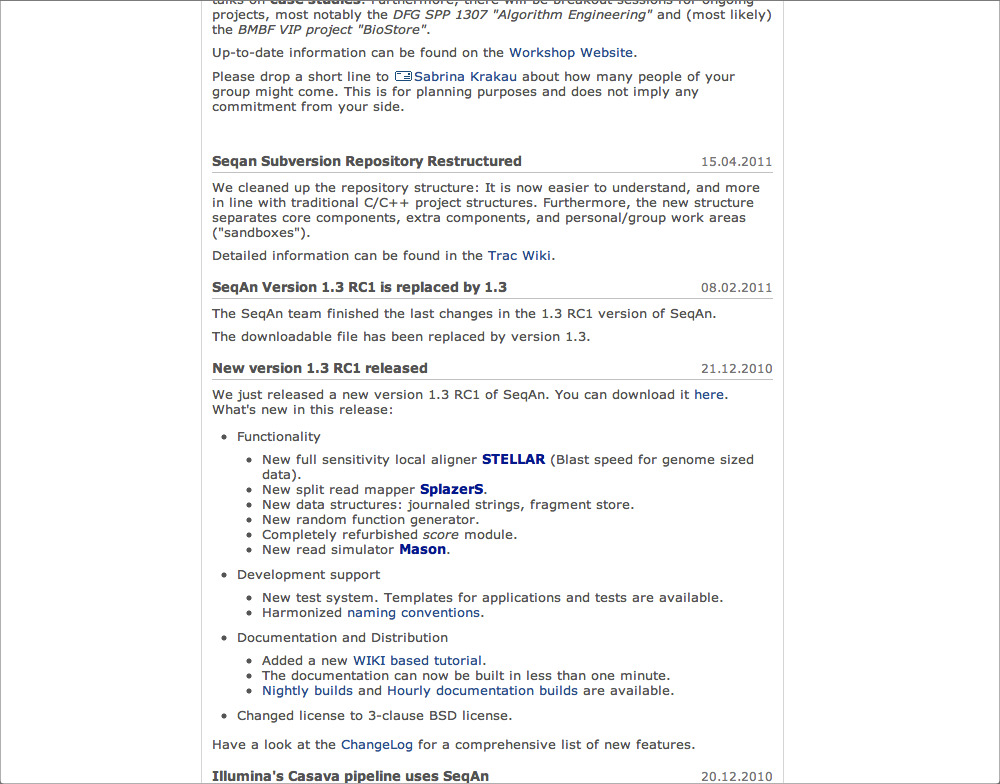 talks on case studies. Furthermore, there will be breakout sessions for ongoing
projects, most notably the DFG SPP 1307 "Algorithm Engineering" and (most likely)
the BMBF VIP project "BioStore".
Up-to-date information can be found on the Workshop Website.
Please drop a short line to Sabrina Krakau about how many people of your
group might come. This is for planning purposes and does not imply any
commitment from your side.
Seqan Subversion Repository Restructured 15.04.2011
We cleaned up the repository structure: It is now easier to understand, and more
in line with traditional C/C++ project structures. Furthermore, the new structure
separates core components, extra components, and personal/group work areas
("sandboxes").
Detailed information can be found in the Trac Wiki.
SeqAn Version 1.3 RC1 is replaced by 1.3 08.02.2011
The SeqAn team finished the last changes in the 1.3 RC1 version of SeqAn.
The downloadable file has been replaced by version 1.3.
New version 1.3 RC1 released 21.12.2010
We just released a new version 1.3 RC1 of SeqAn. You can download it here.
What's new in this release:
• Functionality
• New full sensitivity local aligner STELLAR (Blast speed for genome sized
data).
• New split read mapper SplazerS.
• New data structures: journaled strings, fragment store.
• New random function generator.
• Completely refurbished score module.
• New read simulator Mason.
• Development support
• New test system. Templates for applications and tests are available.
• Harmonized naming conventions.
• Documentation and Distribution
• Added a new WIKI based tutorial.
• The documentation can now be built in less than one minute.
• Nightly builds and Hourly documentation builds are available.
• Changed license to 3-clause BSD license.
Have a look at the ChangeLog for a comprehensive list of new features.
Illumina's Casava pipeline uses SeqAn 20.12.2010